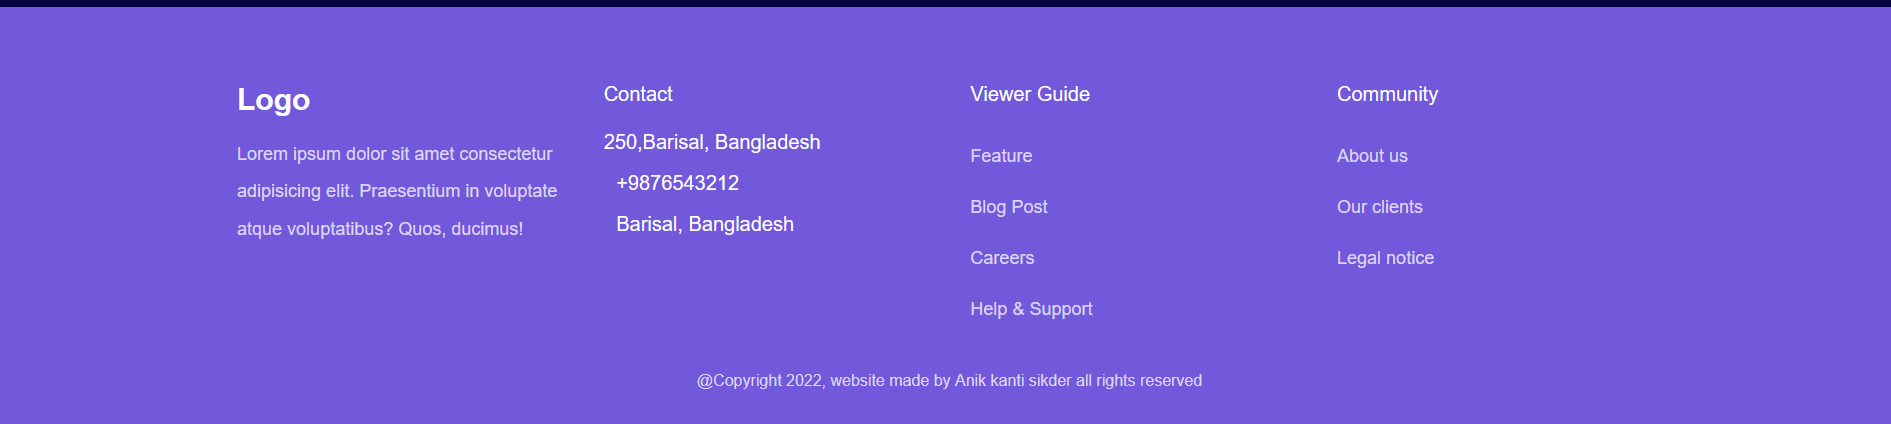 Logo
Lorem ipsum dolor sit amet consectetur
adipisicing elit. Praesentium in voluptate
atque voluptatibus? Quos, ducimus!
Contact
250,Barisal, Bangladesh
+9876543212
Barisal, Bangladesh
Viewer Guide
Feature
Blog Post
Careers
Help & Support
Community
About us
Our clients
Legal notice
@Copyright 2022, website made by Anik kanti sikder all rights reserved